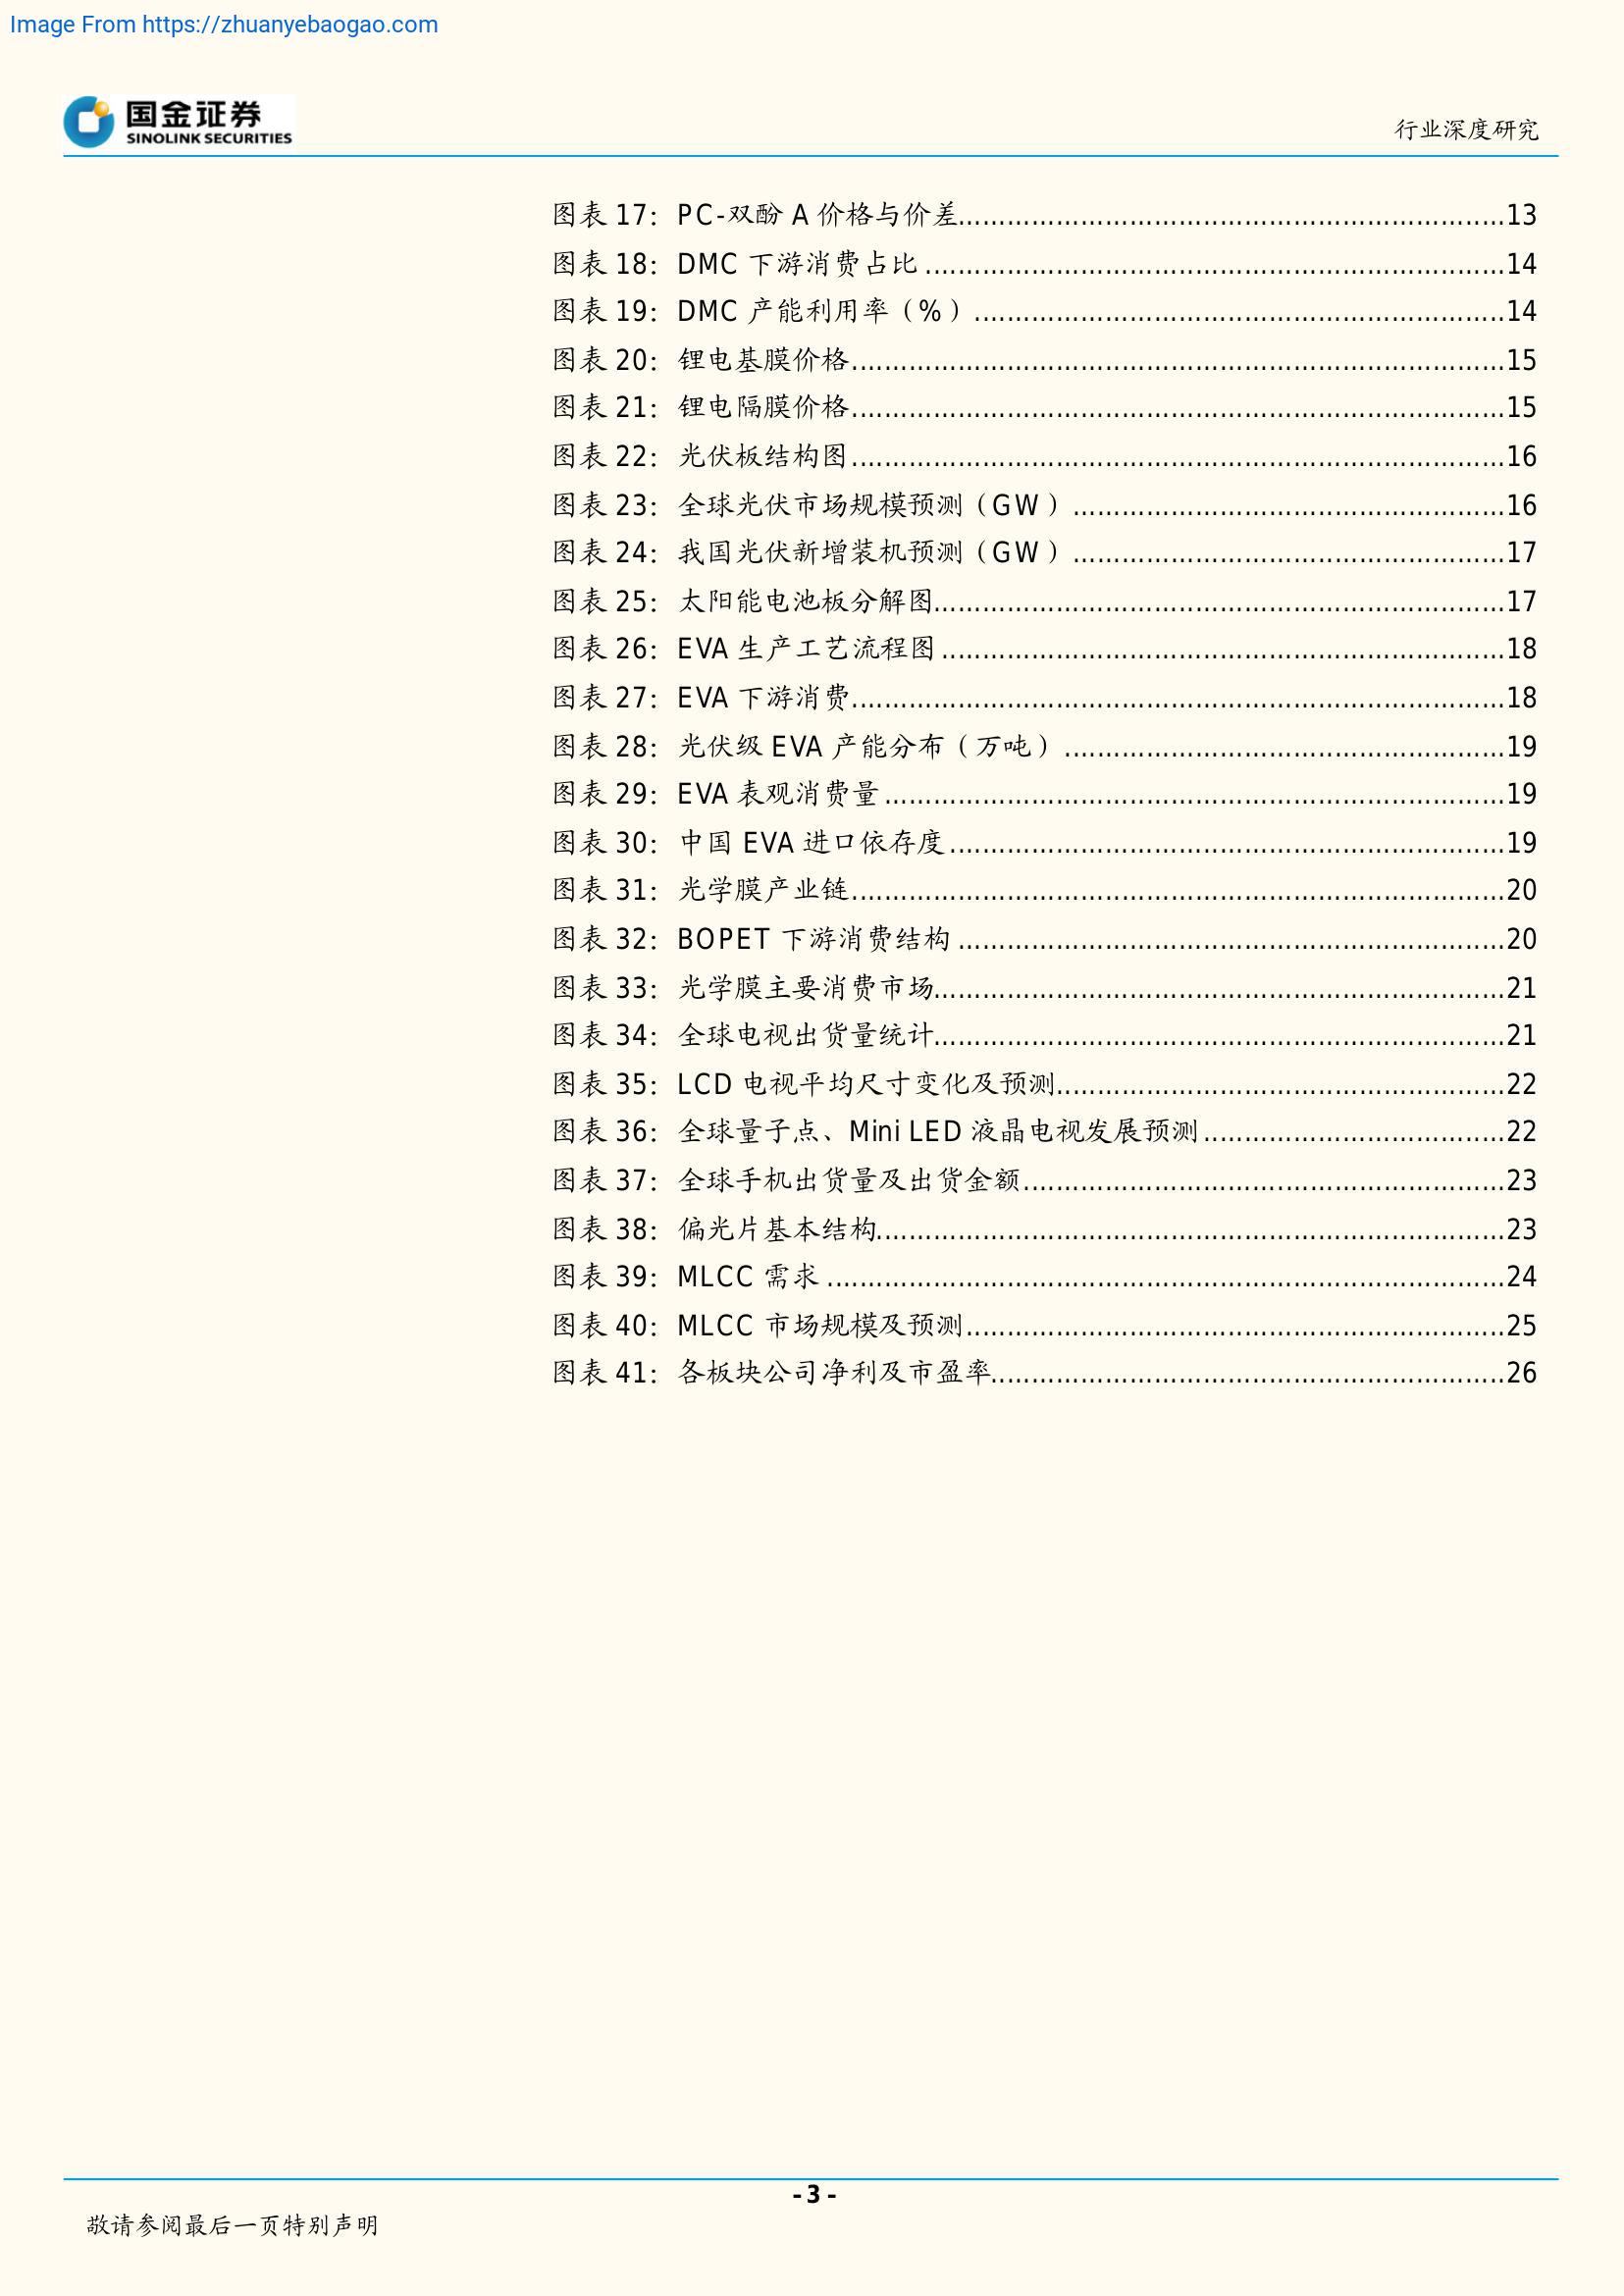 Image From https://zhuanyebaogao.com
国金证券
SINOLINK SECURITIES
行业深度研究
图表 17：PC-双酚 A 价格与价差........................................13
图表 18：DMC 下游消费占比........................................14
图表 19：DMC 产能利用率（%）........................................14
图表 20：锂电基膜价格........................................15
图表 21：锂电隔膜价格........................................15
图表 22：光伏板结构图........................................16
图表 23：全球光伏市场规模预测（GW）........................................16
图表 24：我国光伏新增装机预测（GW）........................................17
图表 25：太阳能电池板分解图........................................17
图表 26：EVA 生产工艺流程图........................................18
图表 27：EVA 下游消费........................................18
图表 28：光伏级 EVA 产能分布（万吨）........................................19
图表 29：EVA 表观消费量........................................19
图表 30：中国 EVA 进口依存度........................................19
图表 31：光学膜产业链........................................20
图表 32：BOPET 下游消费结构........................................20
图表 33：光学膜主要消费市场........................................21
图表 34：全球电视出货量统计........................................21
图表 35：LCD 电视平均尺寸变化及预测........................................22
图表 36：全球量子点、Mini LED 液晶电视发展预测........................................22
图表 37：全球手机出货量及出货金额........................................23
图表 38：偏光片基本结构........................................23
图表 39：MLCC 需求........................................24
图表 40：MLCC 市场规模及预测........................................25
图表 41：各板块公司净利及市盈率........................................26
- 3 -
敬请参阅最后一页特别声明